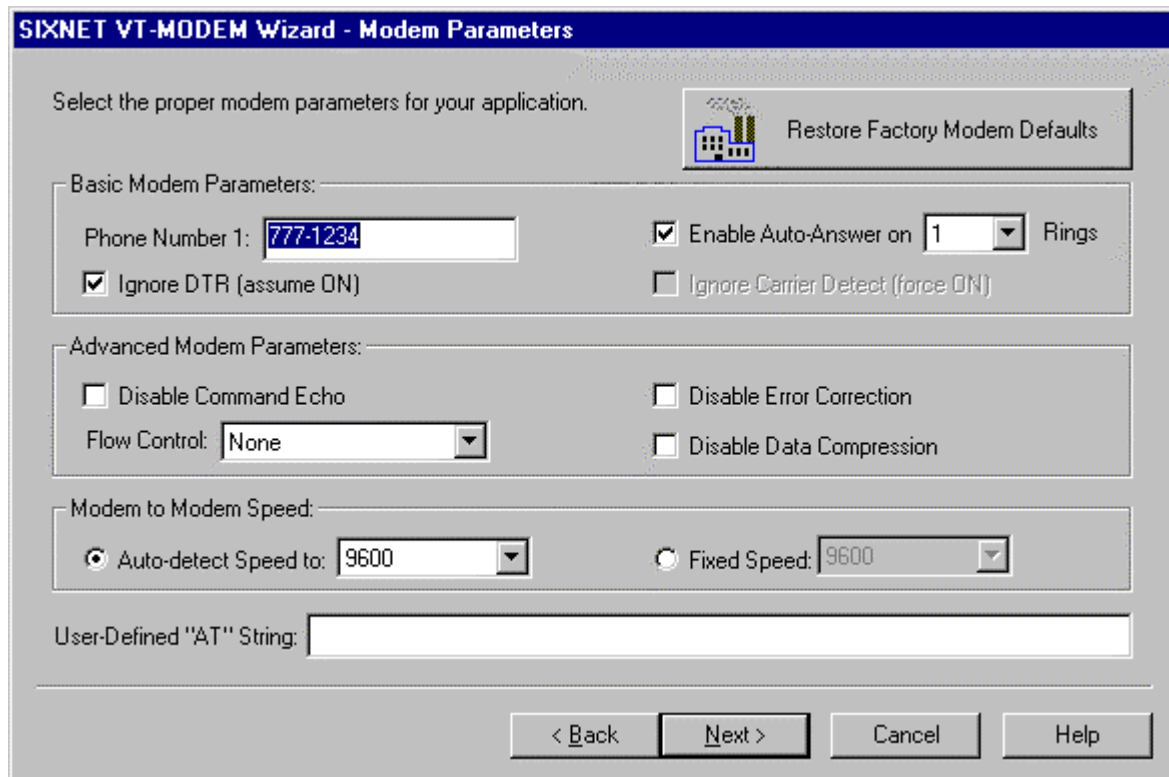 SIXNET VT-MODEM Wizard - Modem Parameters
Select the proper modem parameters for your application.
Restore Factory Modem Defaults
Basic Modem Parameters:
Phone Number 1: 777-1234
Enable Auto-Answer on 1 Rings
Ignore DTR (assume ON)
Ignore Carrier Detect (force ON)
Advanced Modem Parameters:
Disable Command Echo
Disable Error Correction
Flow Control: None
Disable Data Compression
Modem to Modem Speed:
Auto-detect Speed to: 9600
Fixed Speed: 9600
User-Defined "AT" String:
< Back
Next >
Cancel
Help